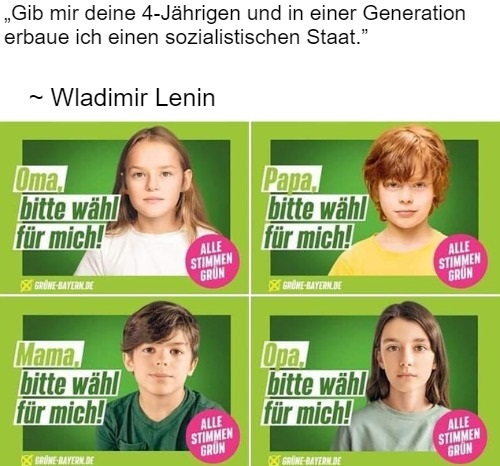 „Gib mir deine 4-Jährigen und in einer Generation
erbaue ich einen sozialistischen Staat.”
~ Wladimir Lenin
Oma,
bitte wähl
für mich!
ALLE
STIMMEN
GRÜN
GRÜNE-BAYERN.DE
Papa,
bitte wähl
für mich!
ALLE
STIMMEN
GRÜN
GRÜNE-BAYERN.DE
Mama,
bitte wähl
für mich!
ALLE
STIMMEN
GRÜN
GRÜNE-BAYERN.DE
Opa,
bitte wähl
für mich!
ALLE
STIMMEN
GRÜN
GRÜNE-BAYERN.DE